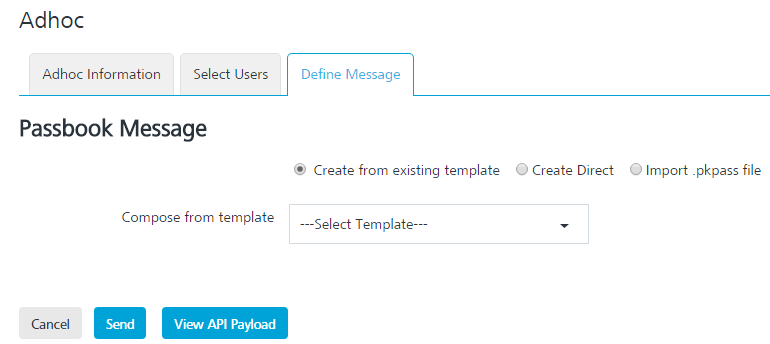 Adhoc
Adhoc Information Select Users Define Message
Passbook Message
Create from existing template Create Direct Import .pkpass file
Compose from template ---Select Template---
Cancel Send View API Payload